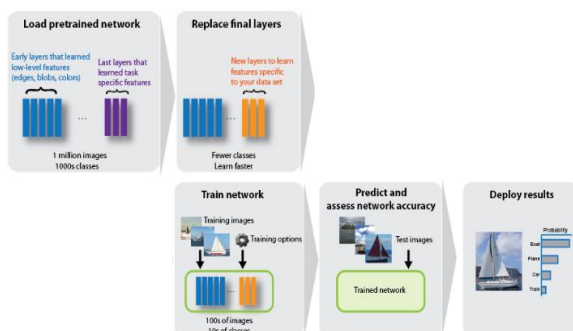 Load pretrained network
Early layers that learned
low-level features
(edges, blobs, colors)
Last layers that
learned task
specific features
...
1 million images
1000s classes
Replace final layers
New layers to learn
features specific
to your data set
...
Fewer classes
Learn faster
Train network
Training images
Training options
...
100s of images
10s of classes
Predict and
assess network accuracy
Test images
Trained network
Deploy results
Probability
Boat
Plane
Car
Train